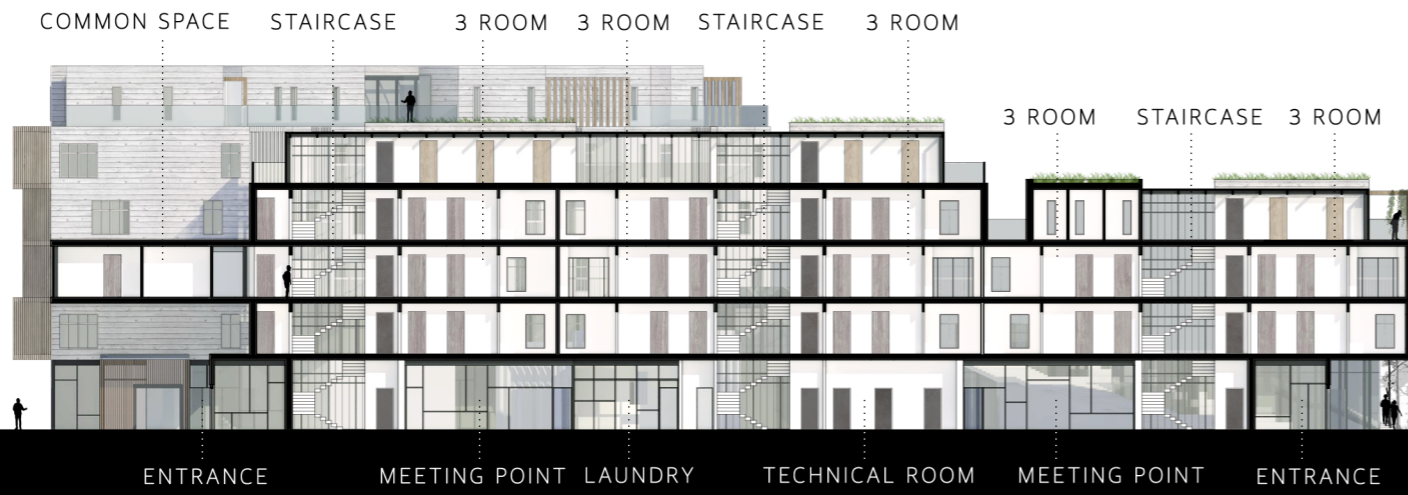 COMMON SPACE STAIRCASE 3 ROOM 3 ROOM STAIRCASE 3 ROOM
3 ROOM STAIRCASE 3 ROOM
ENTRANCE MEETING POINT LAUNDRY TECHNICAL ROOM MEETING POINT ENTRANCE